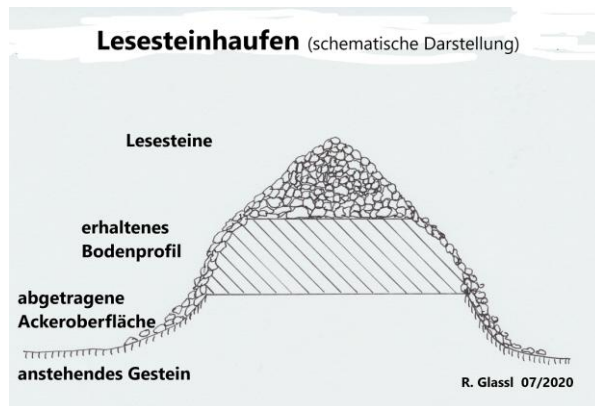 Lesesteinhaufen (schematische Darstellung)
Lesesteine
erhaltenes
Bodenprofil
abgetragene
Ackeroberfläche
anstehendes Gestein
R. Glassl 07/2020